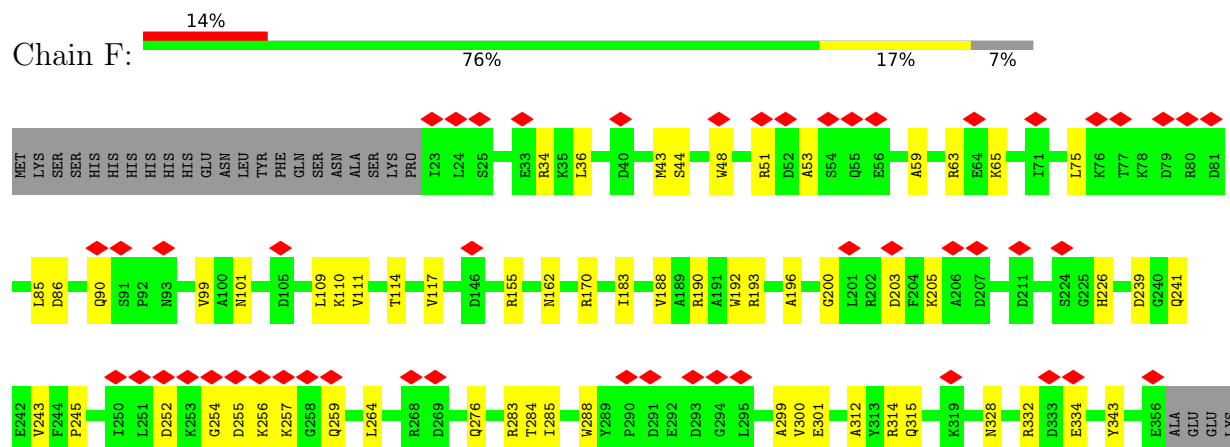 14%
Chain F:
76% 17% 7%
MET LYS SER SER HIS HIS HIS HIS HIS HIS GLU ASN LEU TYR PHE GLN SER ASN ALA SER LYS PRO I23 L24 S25 E33 R34 K35 L36 D40 M43 S44 W48 R51 D52 A53 S54 Q55 E56 A59 R63 E64 K65 I71 L75 K76 T77 K78 D79 R80 D81
L85 D86 Q90 S91 P92 N93 V99 A100 N101 D105 L109 K110 V111 T114 V117 D146 R155 N162 R170 I183 V188 A189 R190 A191 W192 R193 A196 G200 L201 R202 D203 F204 K205 A206 D207 D211 S224 G225 H226 D239 G240 Q241
E242 V243 F244 P245 I250 L251 D252 K253 G254 D255 K256 K257 G258 Q259 L264 R268 D269 Q276 R283 T284 I285 W288 Y289 P290 D291 E292 D293 G294 L295 A299 V300 E301 A312 Y313 R314 Q315 K319 N328 R332 D333 E334 Y343 E356 ALA GLU GLU LYS